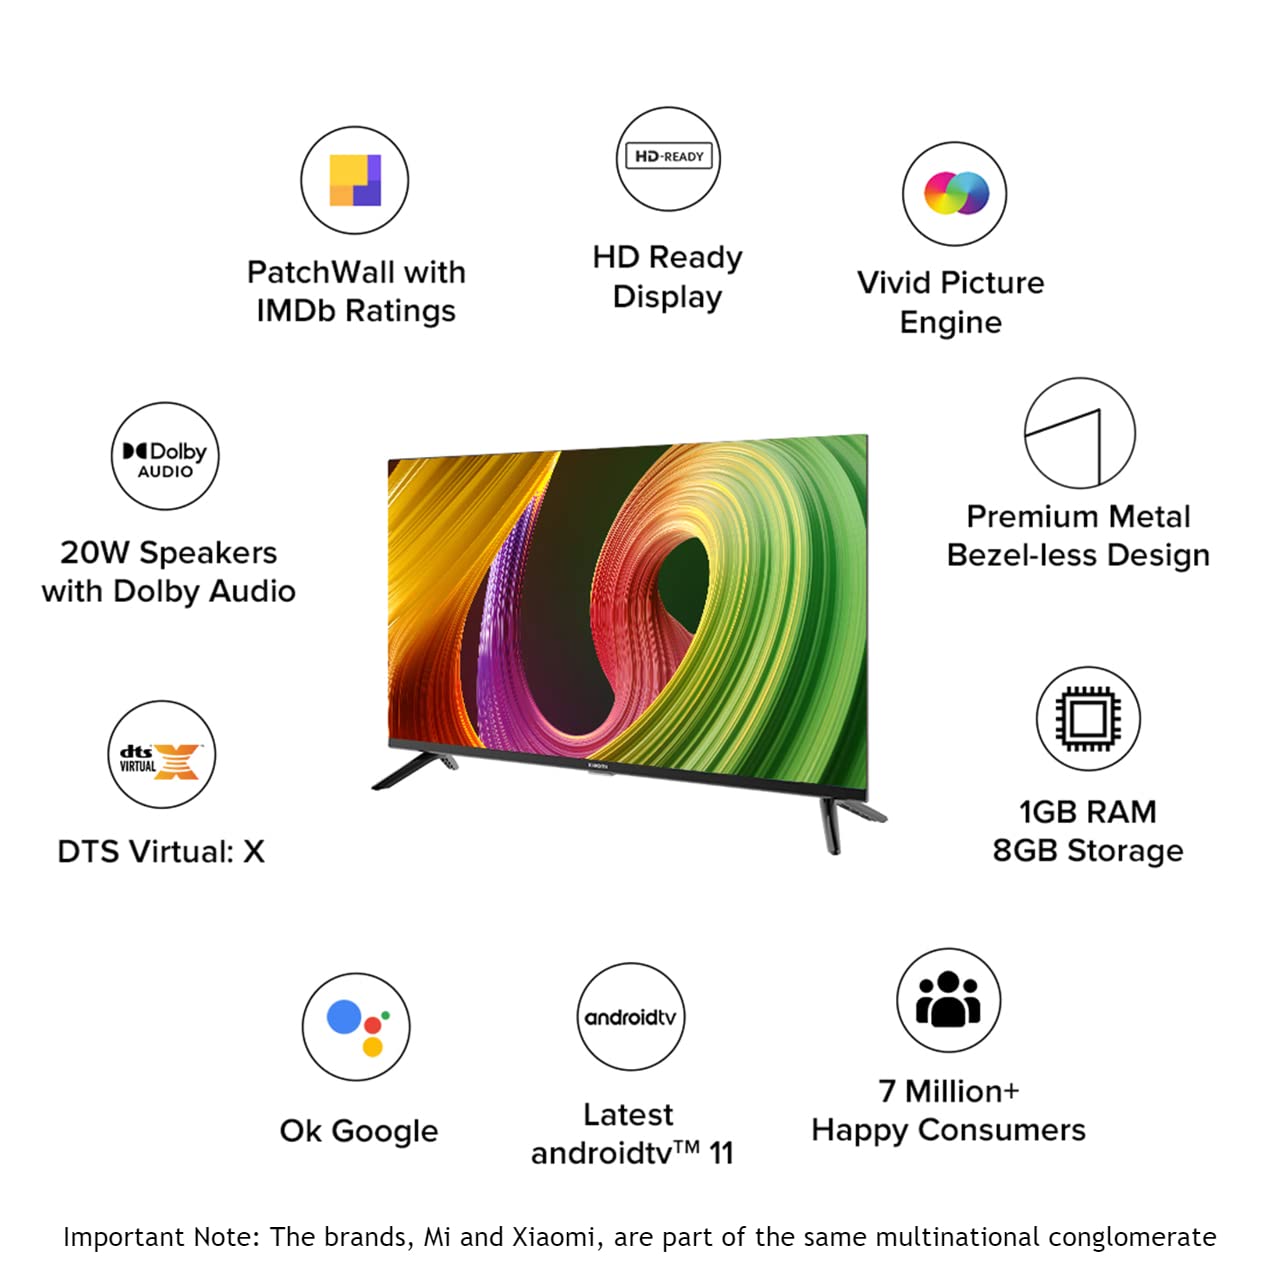 HD-READY
PatchWall with
IMDb Ratings
HD Ready
Display
Vivid Picture
Engine
Dolby
AUDIO
20W Speakers
with Dolby Audio
Premium Metal
Bezel-less Design
XIAOMI
dts
VIRTUAL X
DTS Virtual: X
1GB RAM
8GB Storage
Ok Google
androidtv
Latest
androidtv™ 11
7 Million+
Happy Consumers
Important Note: The brands, Mi and Xiaomi, are part of the same multinational conglomerate